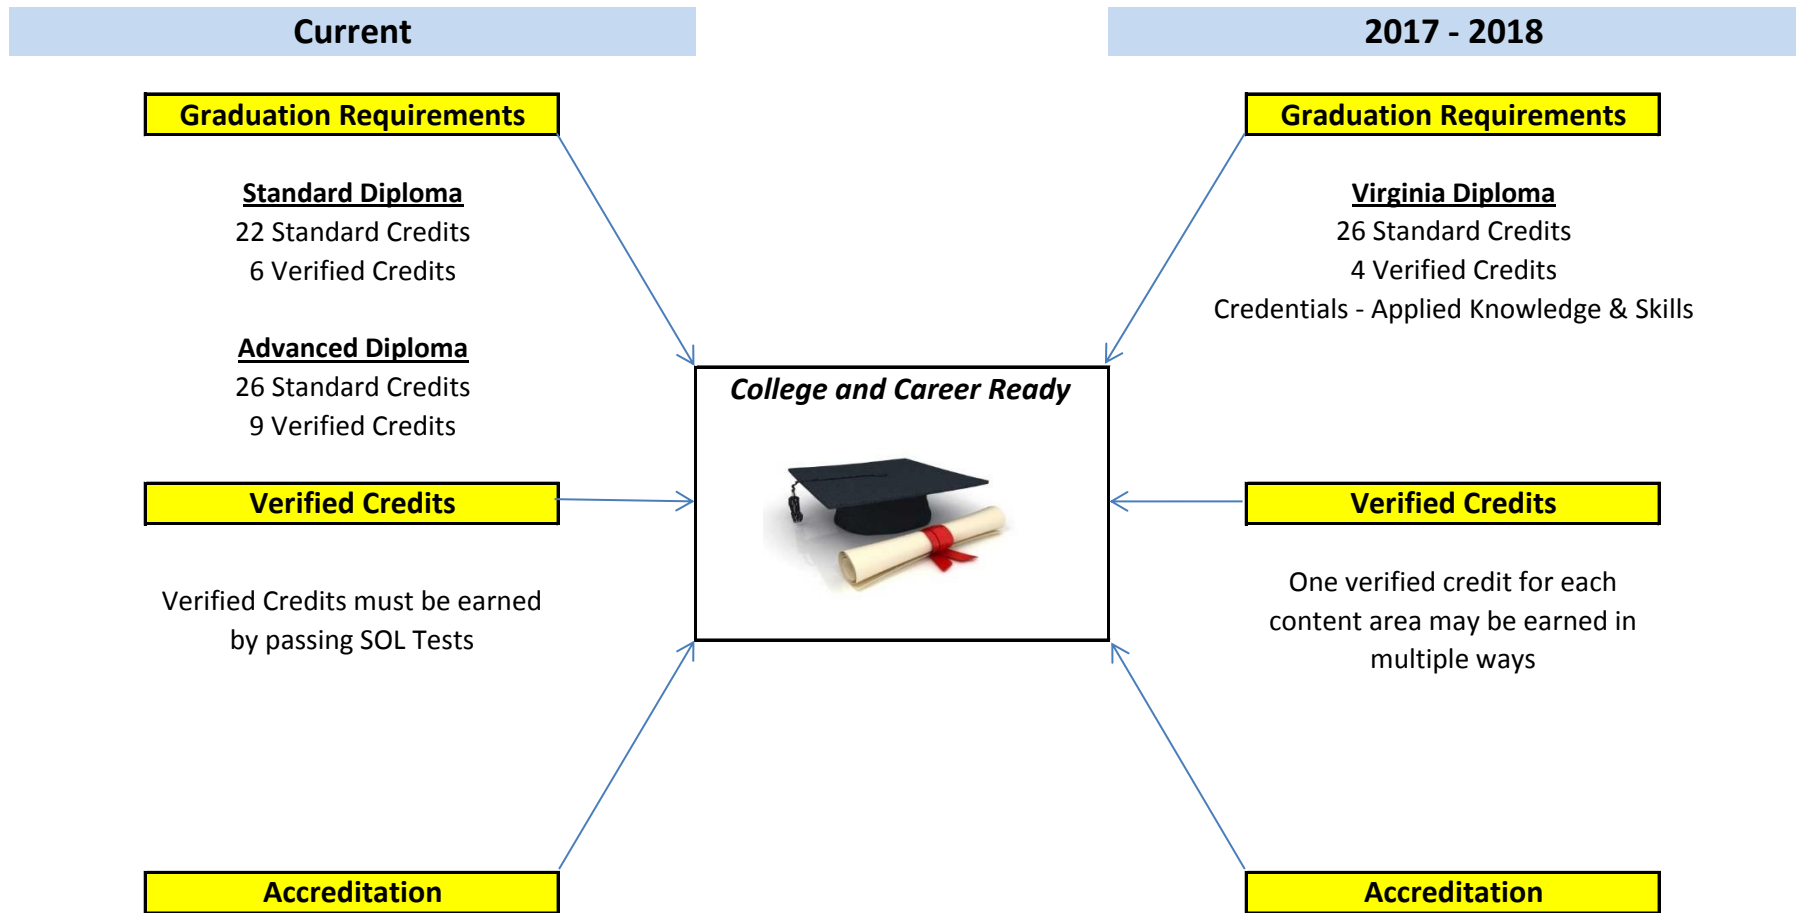 Current
2017 - 2018
Graduation Requirements
Standard Diploma
22 Standard Credits
6 Verified Credits
Advanced Diploma
26 Standard Credits
9 Verified Credits
Verified Credits
Verified Credits must be earned
by passing SOL Tests
Accreditation
College and Career Ready
Graduation Requirements
Virginia Diploma
26 Standard Credits
4 Verified Credits
Credentials - Applied Knowledge & Skills
Verified Credits
One verified credit for each
content area may be earned in
multiple ways
Accreditation